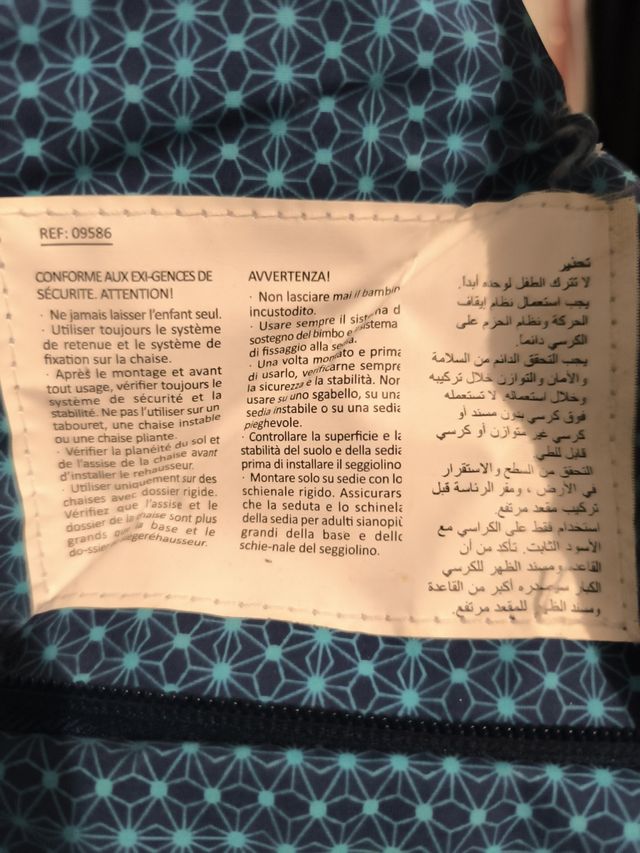 REF: 09586
CONFORME AUX EXI-GENCES DE
SÉCURITE. ATTENTION!
· Ne jamais laisser l'enfant seul.
· Utiliser toujours le système
de retenue et le système de
fixation sur la chaise.
· Après le montage et avant
tout usage, vérifier toujours le
système de sécurité et la
stabilité. Ne pas l'utiliser sur un
tabouret, une chaise instable
ou une chaise pliante.
· Vérifier la planéité du sol et
de l'assise de la chaise avant
d'installer le rehausseur.
· Utiliser uniquement sur des
chaises avec dossier rigide.
Vérifiez que l'assise et le
dossier de la chaise sont plus
grands que la base et le
do-ssier
AVVERTENZA!
· Non lasciare mai il bambin
incustodito.
· Usare sempre il sistema d
sostegno del bimbo e sistema
di fissaggio alla sedia.
· Una volta montato e prima
di usarlo, verificarne sempre
la sicurezza e la stabilità. Non
usare su uno sgabello, su una
sedia instabile o su una sedia
pieghevole.
· Controllare la superficie e la
stabilità del suolo e della sedia
prima di installare il seggiolino
· Montare solo su sedie con lo
schienale rigido. Assicurars
che la seduta e lo schinela
della sedia per adulti sianopiù
grandi della base e dello
schie-nale del seggiolino.
تحذير
لا تترك الطفل لوحده أبداً.
يجب استعمال نظام إيقاف
الحركة ونظام الحزم على
الكرسي دائما.
يجب التحقق الدائم من السلامة
والأمان والتوازن خلال تركيبه
وخلال استعماله. لا تستعمله
فوق كرسي بدون مسند أو
كرسي غير متوازن أو كرسي
قابل للطي
التحقق من السطح والاستقرار
في الأرض ، ومقر الرئاسة قبل
تركيب مقعد مرتفع.
استخدام فقط على الكراسي مع
الأسود الثابت. تأكد من أن
القاعدة ومسند الظهر للكرسي
الكبار أكبر من القاعدة
ومسند الظهر للمقعد مرتفع.